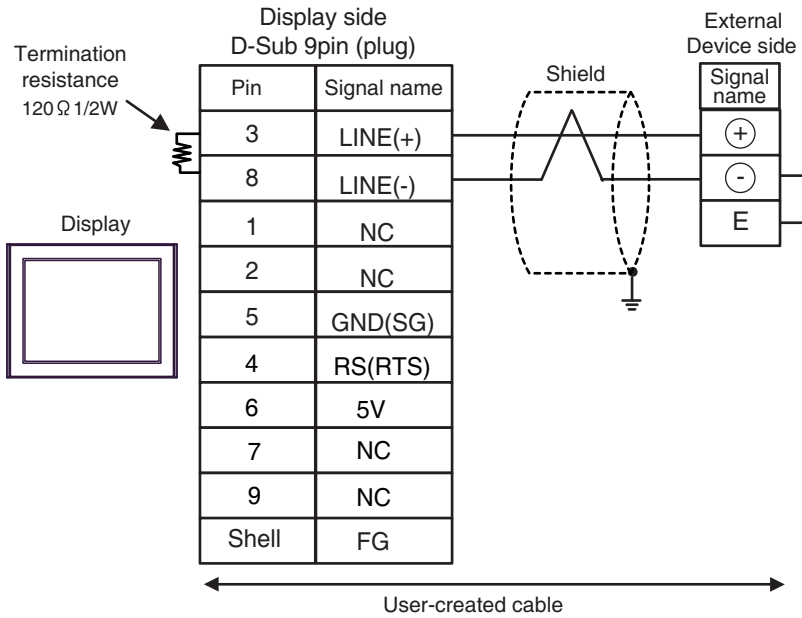 Display side
D-Sub 9pin (plug)
External
Device side
Termination
resistance
120Ω 1/2W
Shield
Pin Signal name
Signal
name
3 LINE(+)
+
8 LINE(-)
-
1 NC
E
Display
2 NC
5 GND(SG)
4 RS(RTS)
6 5V
7 NC
9 NC
Shell FG
User-created cable